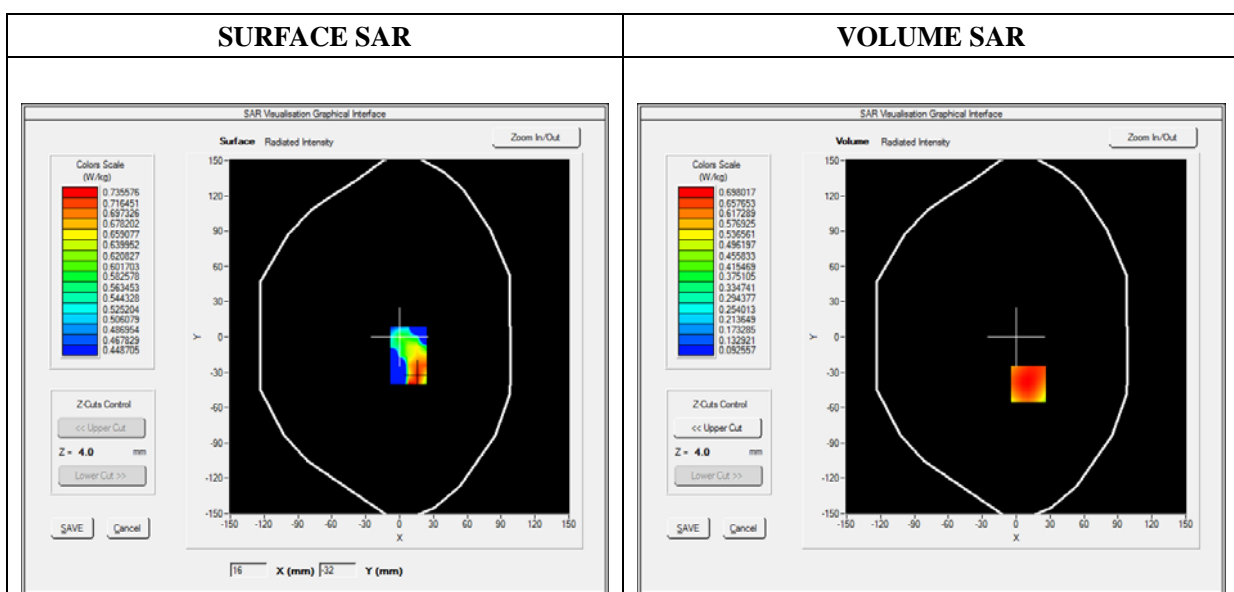 SURFACE SAR
VOLUME SAR
SAR Visualisation Graphical Interface
Surface Radiated Intensity
Zoom In/Out
Colors Scale
(W/kg)
0.735576
0.716451
0.697326
0.678202
0.659077
0.639952
0.620827
0.601703
0.582578
0.563453
0.544328
0.525204
0.506079
0.486954
0.467829
0.448705
Z-Cuts Control
<< Upper Cut
Z = 4.0 mm
Lower Cut >>
SAVE Cancel
150
120
90
60
30
0
-30
-60
-90
-120
-150
Y
-150 -120 -90 -60 -30 0 30 60 90 120 150
X
16 X (mm) -32 Y (mm)
SAR Visualisation Graphical Interface
Volume Radiated Intensity
Zoom In/Out
Colors Scale
(W/kg)
0.698017
0.657653
0.617289
0.576925
0.536561
0.496197
0.455833
0.415469
0.375105
0.334741
0.294377
0.254013
0.213649
0.173285
0.132921
0.092557
Z-Cuts Control
<< Upper Cut
Z = 4.0 mm
Lower Cut >>
SAVE Cancel
150
120
90
60
30
0
-30
-60
-90
-120
-150
Y
-150 -120 -90 -60 -30 0 30 60 90 120 150
X